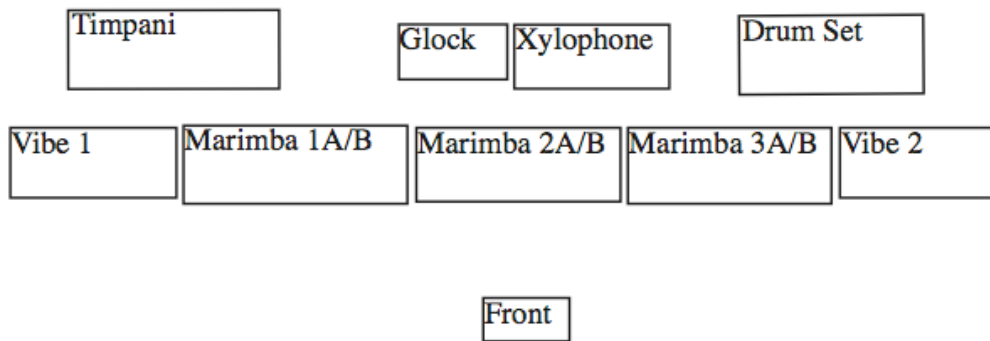 Timpani
Glock
Xylophone
Drum Set
Vibe 1
Marimba 1A/B
Marimba 2A/B
Marimba 3A/B
Vibe 2
Front